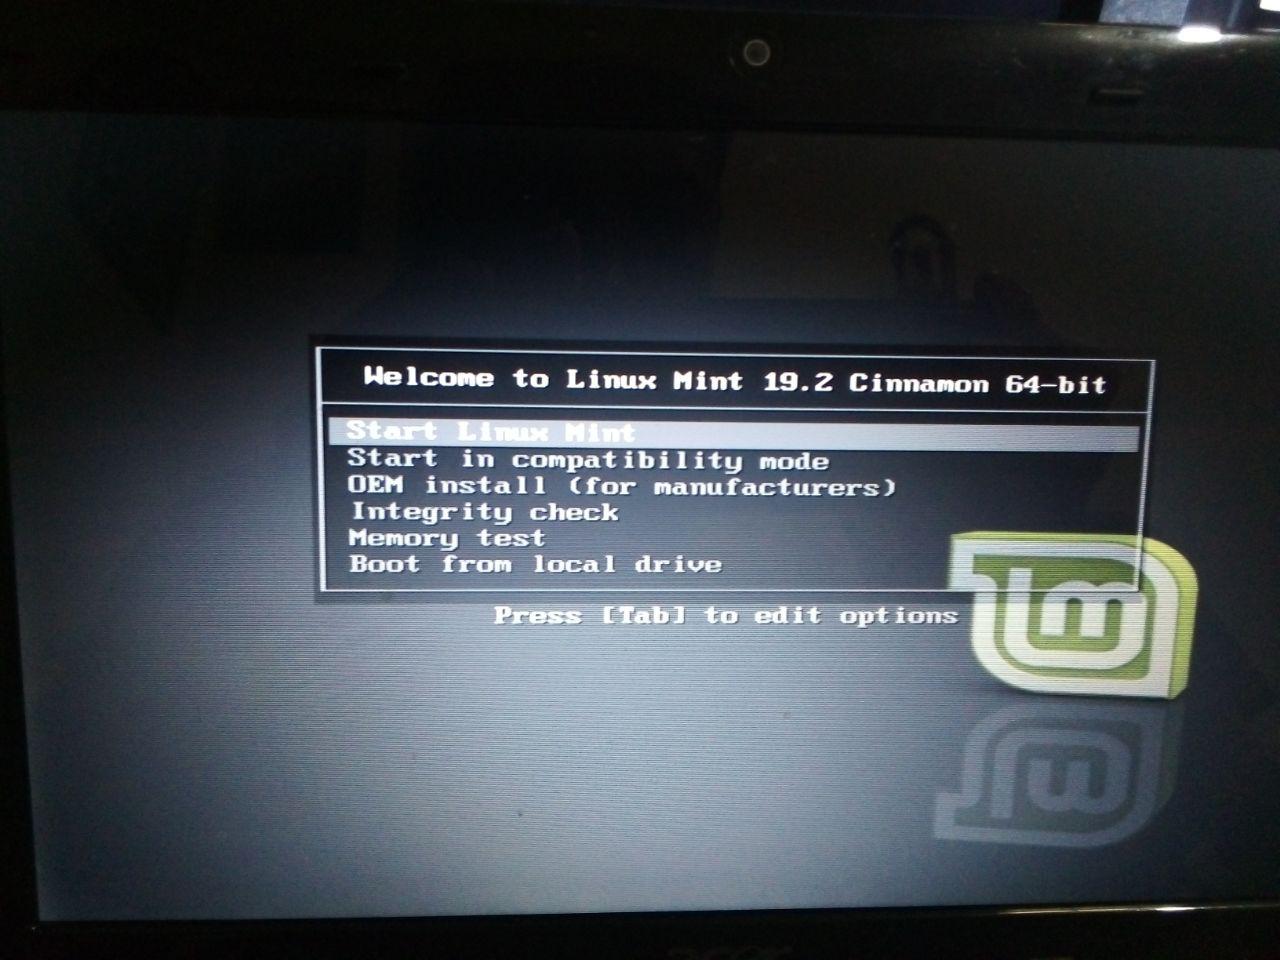 Welcome to Linux Mint 19.2 Cinnamon 64-bit
Start Linux Mint
Start in compatibility mode
OEM install (for manufacturers)
Integrity check
Memory test
Boot from local drive
Press [Tab] to edit options
lm